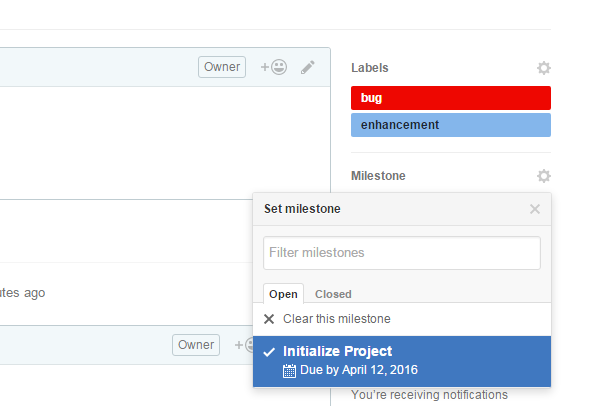 Owner
Labels
bug
enhancement
Milestone
Set milestone
Filter milestones
Open Closed
Clear this milestone
Initialize Project
Due by April 12, 2016
ago
Owner
You're receiving notifications